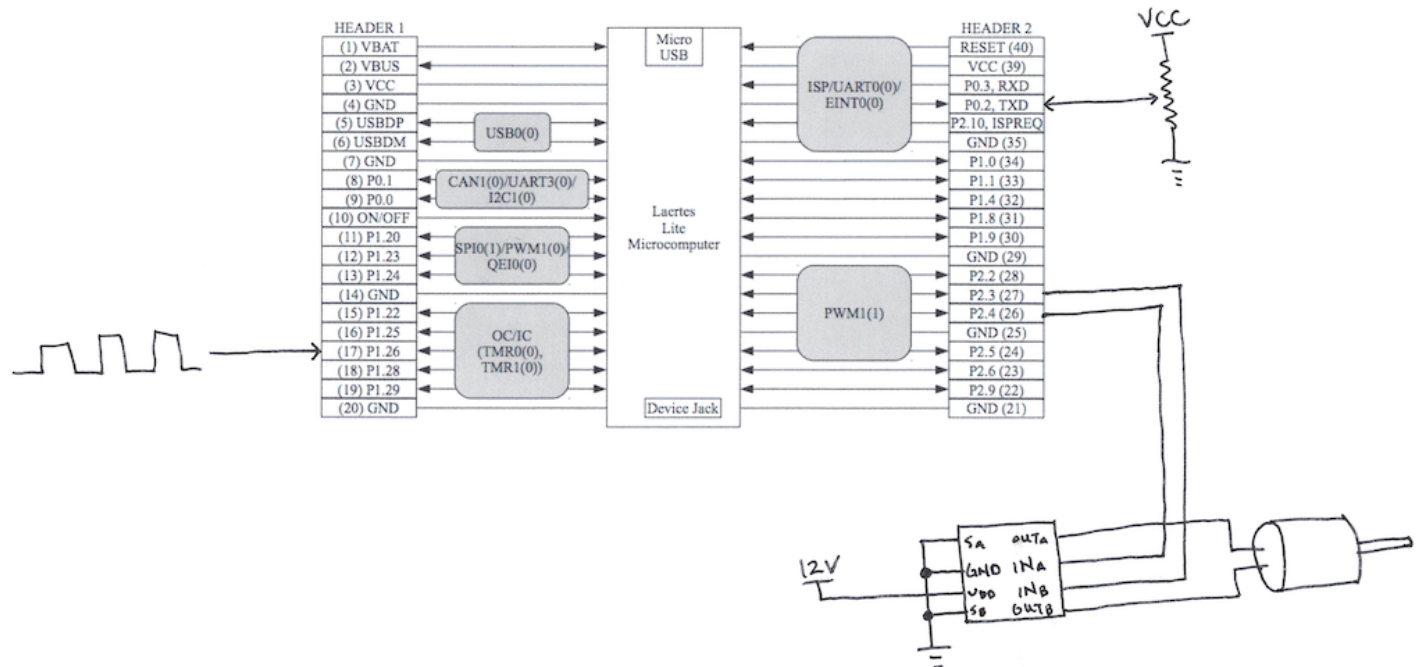 HEADER 1
(1) VBAT
(2) VBUS
(3) VCC
(4) GND
(5) USBDP
(6) USBDM
(7) GND
(8) P0.1
(9) P0.0
(10) ON/OFF
(11) P1.20
(12) P1.23
(13) P1.24
(14) GND
(15) P1.22
(16) P1.25
(17) P1.26
(18) P1.28
(19) P1.29
(20) GND
USB0(0)
CAN1(0)/UART3(0)/
I2C1(0)
SPI0(1)/PWM1(0)/
QEI0(0)
OC/IC
(TMR0(0),
TMR1(0))
Micro
USB
Laertes
Lite
Microcomputer
Device Jack
ISP/UART0(0)/
EINT0(0)
PWM1(1)
HEADER 2
RESET (40)
VCC (39)
P0.3, RXD
P0.2, TXD
P2.10, ISPREQ
GND (35)
P1.0 (34)
P1.1 (33)
P1.4 (32)
P1.8 (31)
P1.9 (30)
GND (29)
P2.2 (28)
P2.3 (27)
P2.4 (26)
GND (25)
P2.5 (24)
P2.6 (23)
P2.9 (22)
GND (21)
VCC
12V
SA OUTA
GND INA
VDD INB
SB OUTB